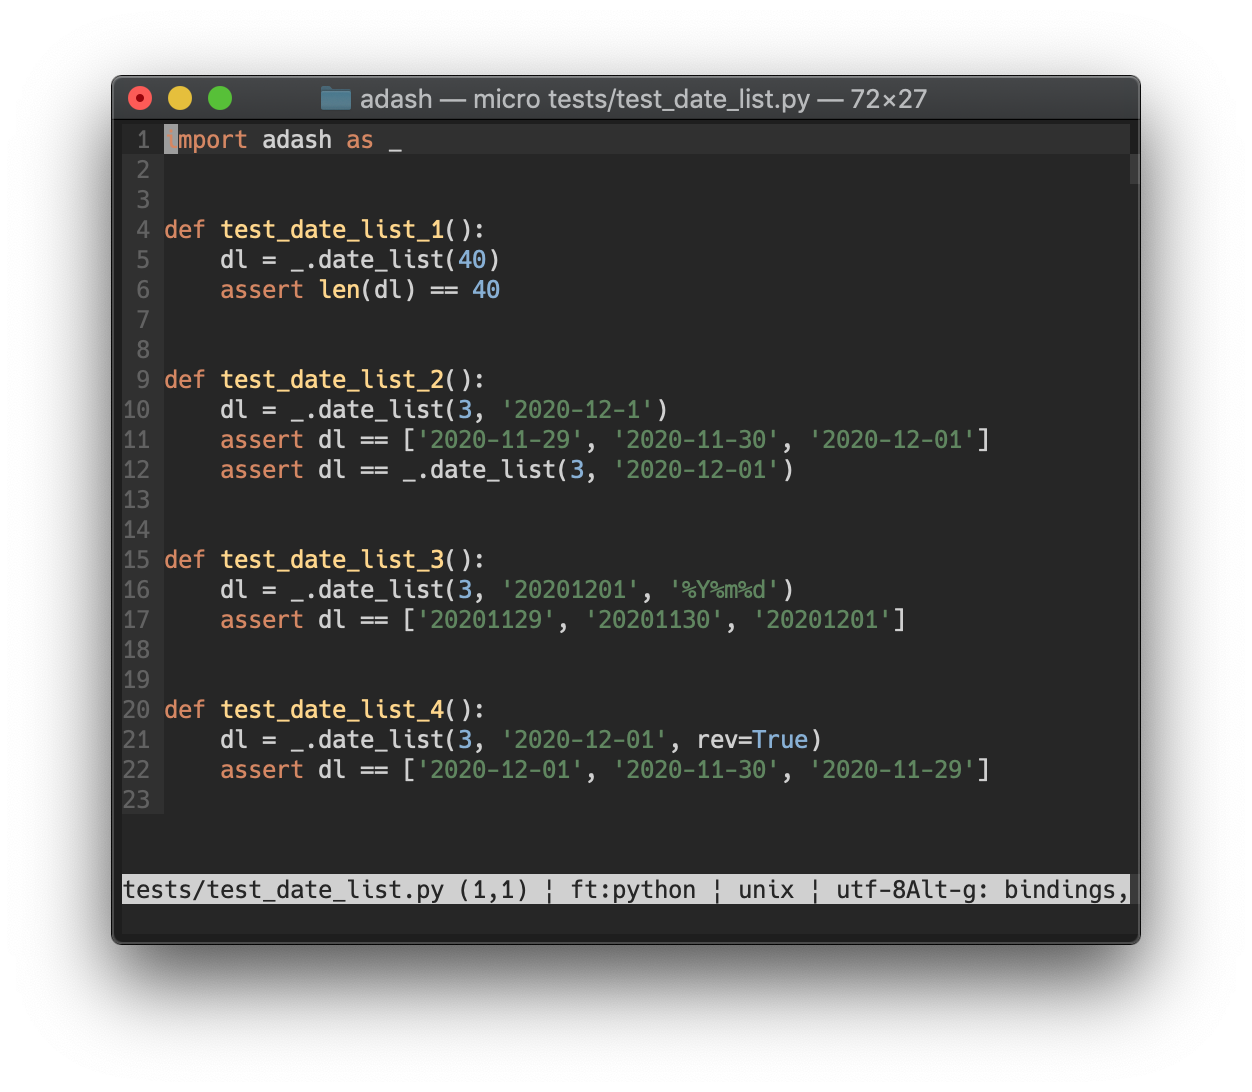 adash — micro tests/test_date_list.py — 72×27
1 import adash as _
2
3
4 def test_date_list_1():
5     dl = _.date_list(40)
6     assert len(dl) == 40
7
8
9 def test_date_list_2():
10     dl = _.date_list(3, '2020-12-1')
11     assert dl == ['2020-11-29', '2020-11-30', '2020-12-01']
12     assert dl == _.date_list(3, '2020-12-01')
13
14
15 def test_date_list_3():
16     dl = _.date_list(3, '20201201', '%Y%m%d')
17     assert dl == ['20201129', '20201130', '20201201']
18
19
20 def test_date_list_4():
21     dl = _.date_list(3, '2020-12-01', rev=True)
22     assert dl == ['2020-12-01', '2020-11-30', '2020-11-29']
23
tests/test_date_list.py (1,1) ¦ ft:python ¦ unix ¦ utf-8Alt-g: bindings,